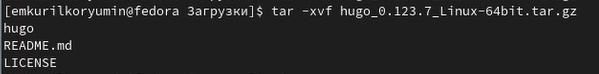 [emkurilkoryumin@fedora Загрузки]$ tar -xvf hugo_0.123.7_Linux-64bit.tar.gz
hugo
README.md
LICENSE